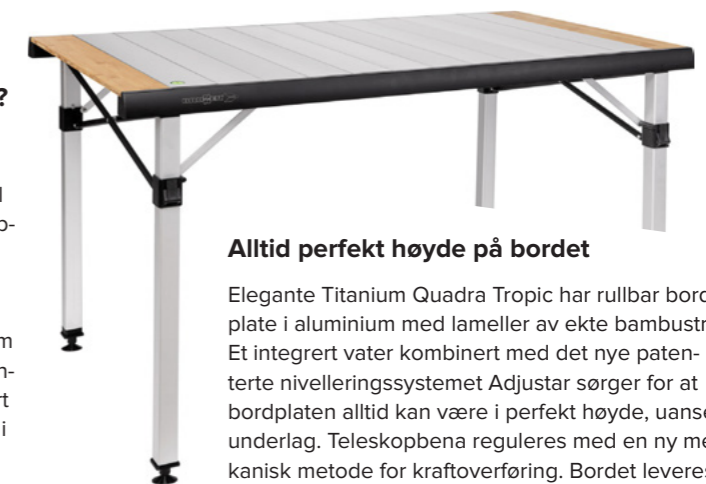 ?
l
p-
m
n-
rt
i
Alltid perfekt høyde på bordet
Elegante Titanium Quadra Tropic har rullbar bord
plate i aluminium med lameller av ekte bambustr
Et integrert vater kombinert med det nye paten-
terte nivelleringssystemet Adjustar sørger for at
bordplaten alltid kan være i perfekt høyde, uanse
underlag. Teleskopbena reguleres med en ny me
kanisk metode for kraftoverføring. Bordet leveres